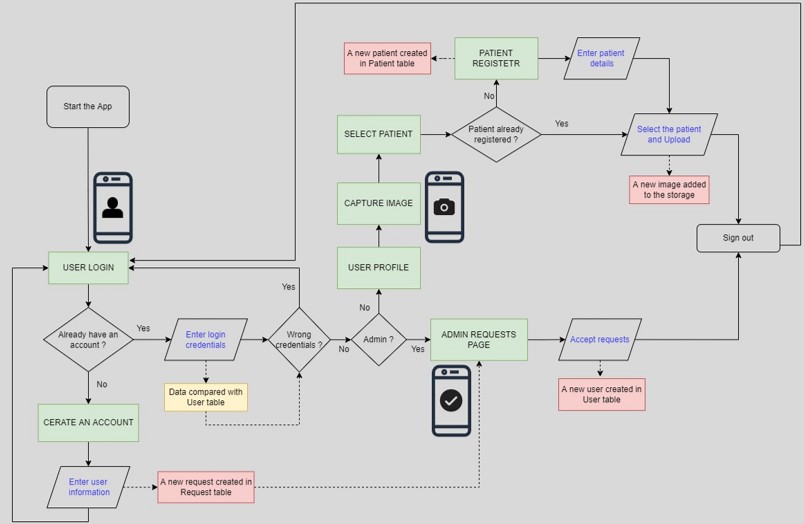 A new patient created
in Patient table
PATIENT
REGISTETR
Enter patient
details
Start the App
No
SELECT PATIENT
Patient already
registered ?
Yes
Select the patient
and Upload
A new image added
to the storage
CAPTURE IMAGE
Sign out
USER LOGIN
USER PROFILE
Yes
No
Already have an
account ?
Yes
Enter login
credentials
Wrong
credentials ?
No
Admin ?
Yes
ADMIN REQUESTS
PAGE
Accept requests
No
Data compared with
User table
A new user created in
User table
CERATE AN ACCOUNT
Enter user
information
A new request created in
Request table